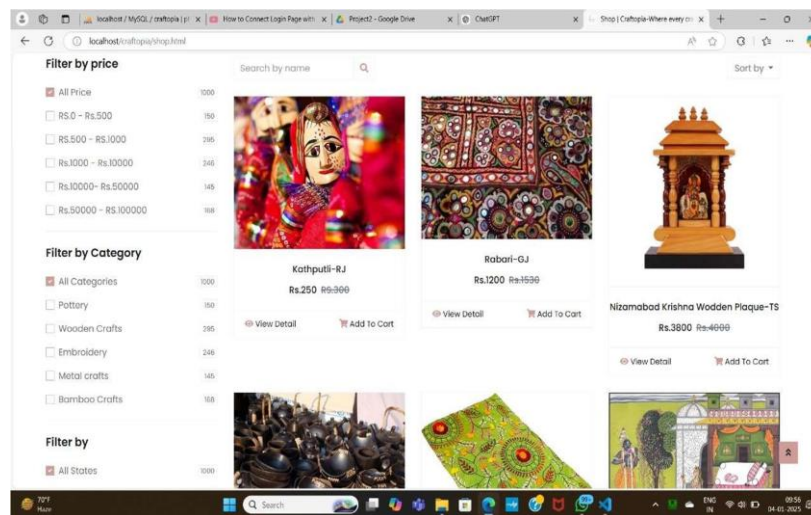 localhost / MySQL / craftopia | pl
How to Connect Login Page with
Project2 - Google Drive
ChatGPT
Shop | Craftopia-Where every cr
localhost/craftopia/shop.html
Filter by price
Search by name
Sort by
All Price 1000
RS.0 - Rs.500 150
RS.500 - RS.1000 295
Rs.1000 - Rs.10000 246
Rs.10000- Rs.50000 145
Rs.50000 - RS.100000 168
Kathputli-RJ
Rs.250 RS.300
View Detail Add To Cart
Rabari-GJ
Rs.1200 Rs.1530
View Detail Add To Cart
Nizamabad Krishna Wodden Plaque-TS
Rs.3800 Rs.4000
View Detail Add To Cart
Filter by Category
All Categories 1000
Pottery 150
Wooden Crafts 295
Embroidery 246
Metal crafts 145
Bamboo Crafts 168
Filter by
All States 1000
70°F
Haze
Search
99+
ENG
IN
09:56
04-01-2025